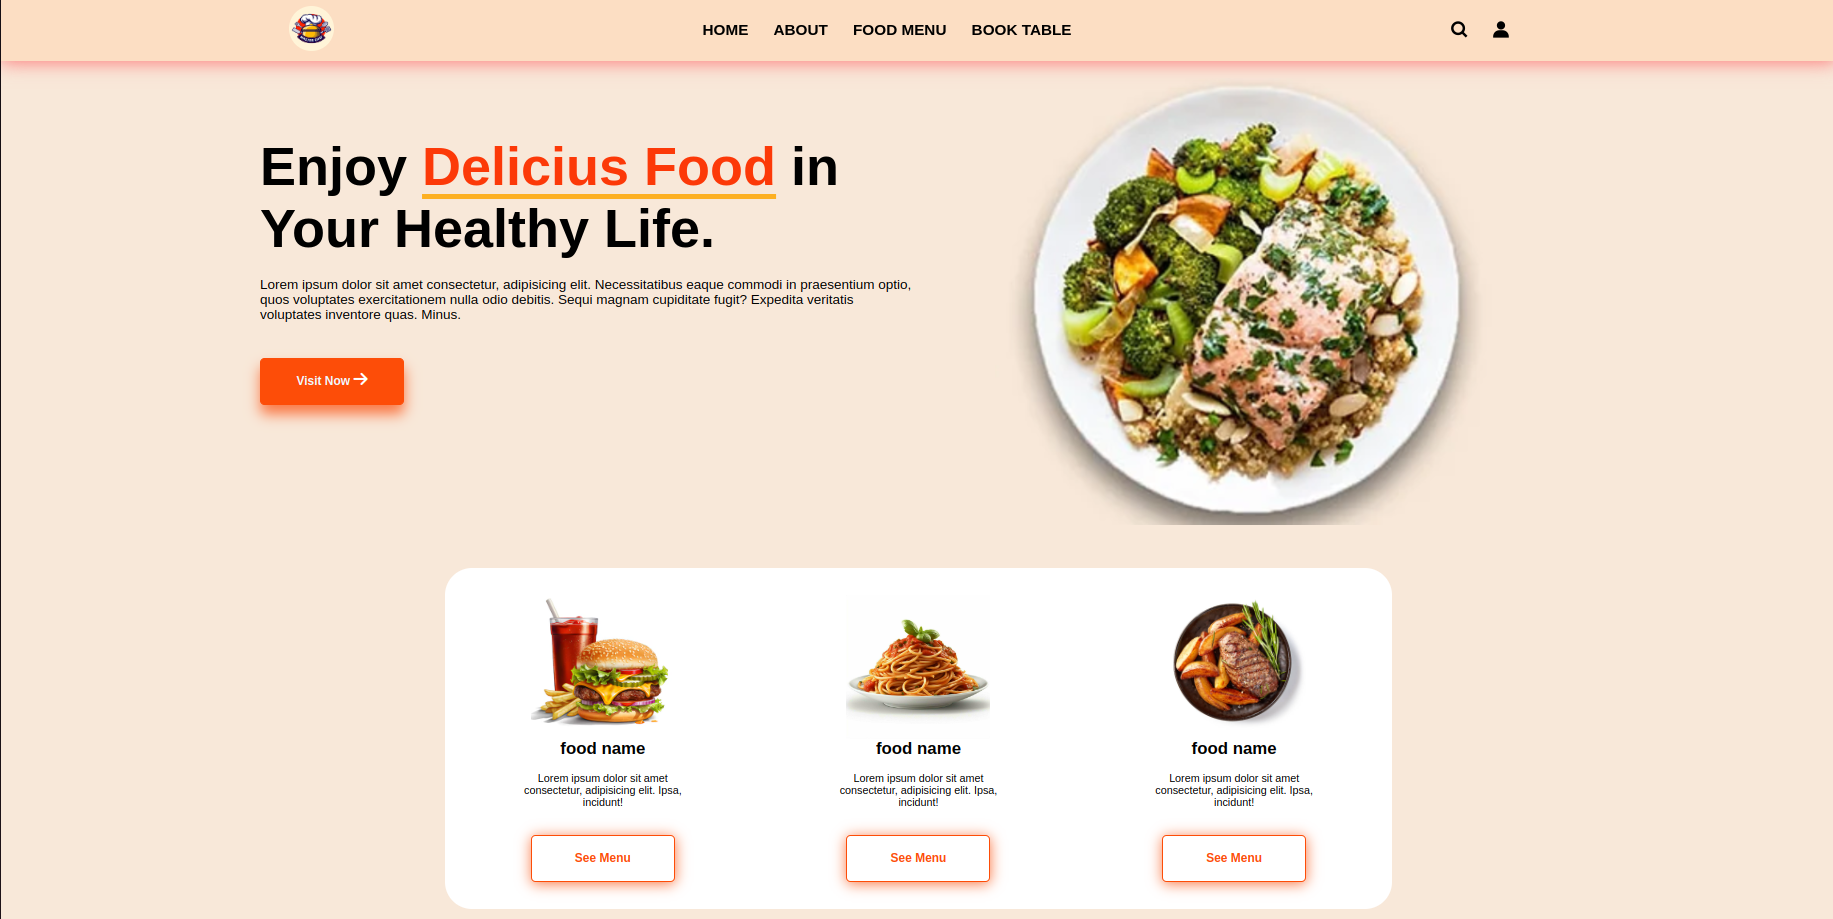 HOME ABOUT FOOD MENU BOOK TABLE
Enjoy Delicius Food in
Your Healthy Life.
Lorem ipsum dolor sit amet consectetur, adipisicing elit. Necessitatibus eaque commodi in praesentium optio,
quos voluptates exercitationem nulla odio debitis. Sequi magnam cupiditate fugit? Expedita veritatis
voluptates inventore quas. Minus.
Visit Now
food name
Lorem ipsum dolor sit amet
consectetur, adipisicing elit. Ipsa,
incidunt!
See Menu
food name
Lorem ipsum dolor sit amet
consectetur, adipisicing elit. Ipsa,
incidunt!
See Menu
food name
Lorem ipsum dolor sit amet
consectetur, adipisicing elit. Ipsa,
incidunt!
See Menu